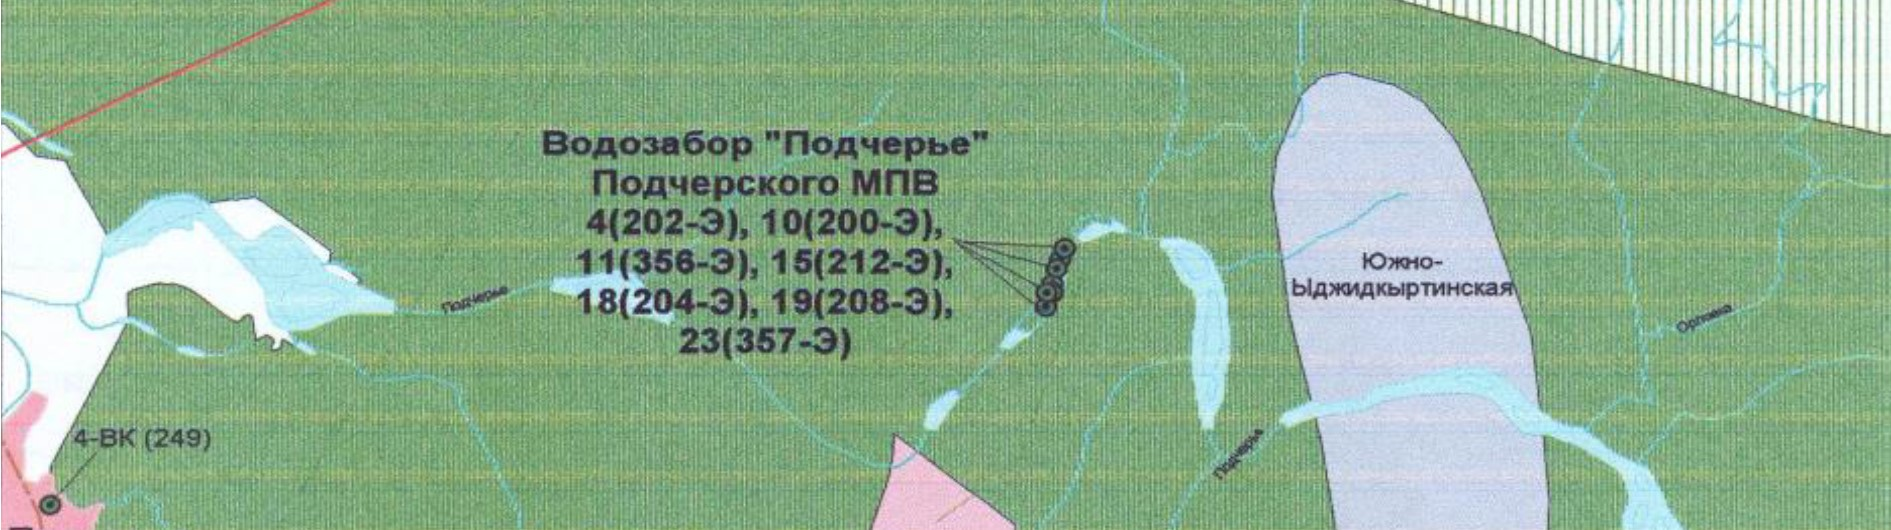 Водозабор "Подчерье"
Подчерского МПВ
4(202-Э), 10(200-Э),
11(356-Э), 15(212-Э),
18(204-Э), 19(208-Э),
23(357-Э)
Южно-
Ыджидкыртинская
Подчерье
Орловка
4-ВК (249)
Подчерье